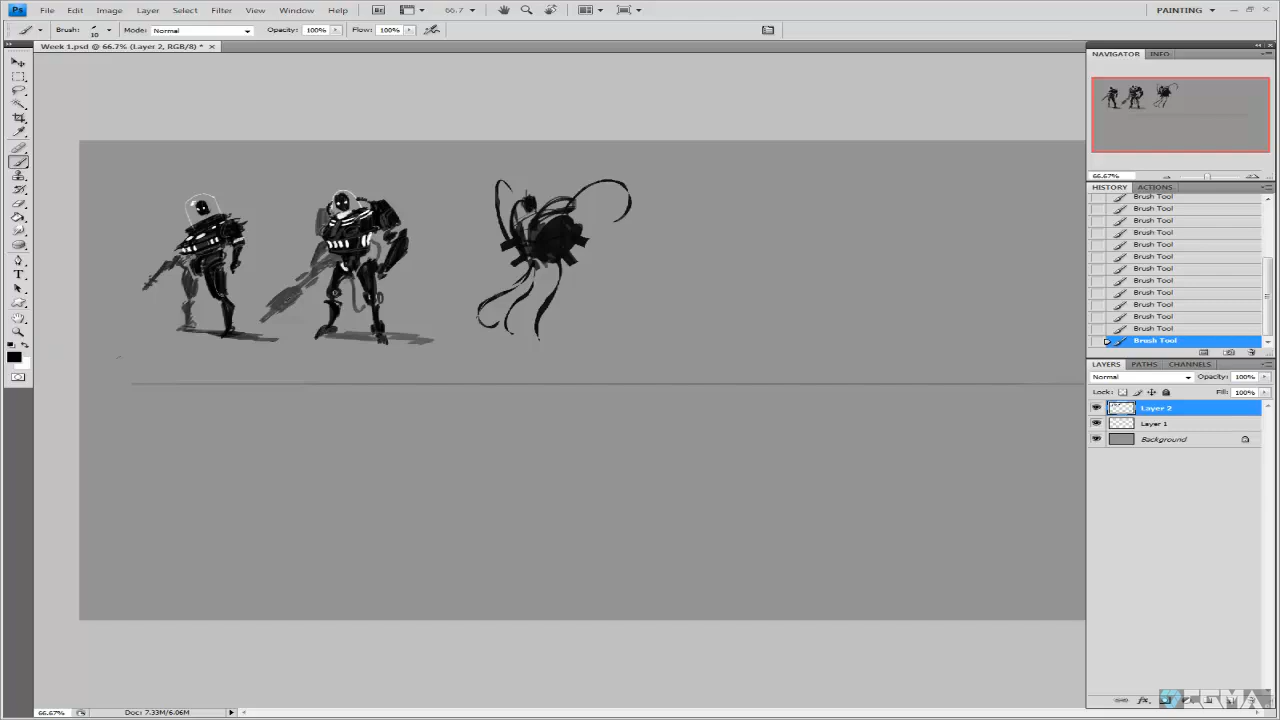 Ps File Edit Image Layer Select Filter View Window Help Br 66.7 PAINTING
Brush: 10 Mode: Normal Opacity: 100% Flow: 100%
Week 1.psd @ 66.7% (Layer 2, RGB/8) *
NAVIGATOR INFO
66.67%
HISTORY ACTIONS
Brush Tool
Brush Tool
Brush Tool
Brush Tool
Brush Tool
Brush Tool
Brush Tool
Brush Tool
Brush Tool
Brush Tool
Brush Tool
Brush Tool
Brush Tool
LAYERS PATHS CHANNELS
Normal Opacity: 100%
Lock: Fill: 100%
Layer 2
Layer 1
Background
66.67% Doc: 7.33M/6.06M